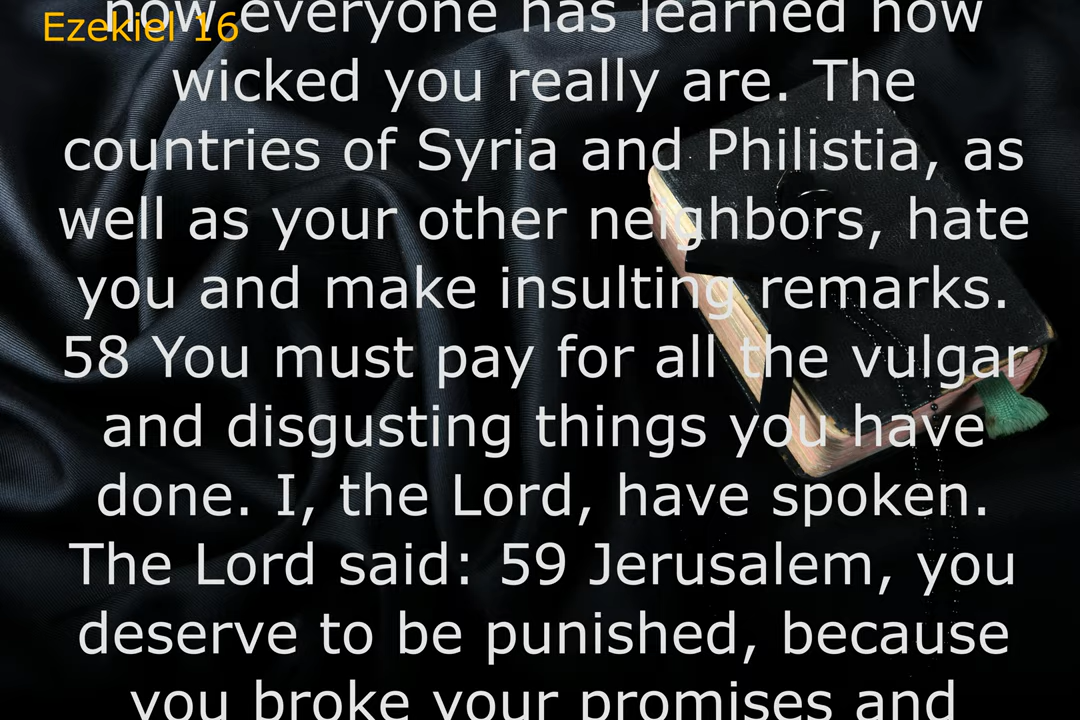 Ezekiel 16
now everyone has learned how
wicked you really are. The
countries of Syria and Philistia, as
well as your other neighbors, hate
you and make insulting remarks.
58 You must pay for all the vulgar
and disgusting things you have
done. I, the Lord, have spoken.
The Lord said: 59 Jerusalem, you
deserve to be punished, because
you broke your promises and